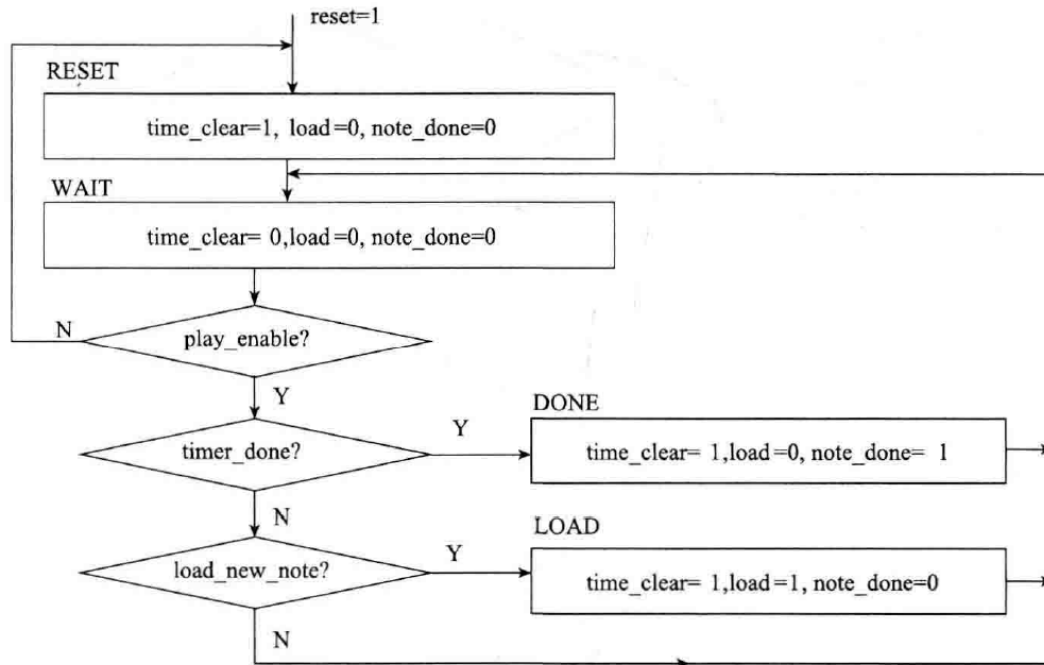 reset=1
RESET
time_clear=1, load=0, note_done=0
WAIT
time_clear= 0,load=0, note_done=0
N
play_enable?
Y
DONE
timer_done?
Y
time_clear= 1,load=0, note_done= 1
N
LOAD
load_new_note?
Y
time_clear= 1,load=1, note_done=0
N